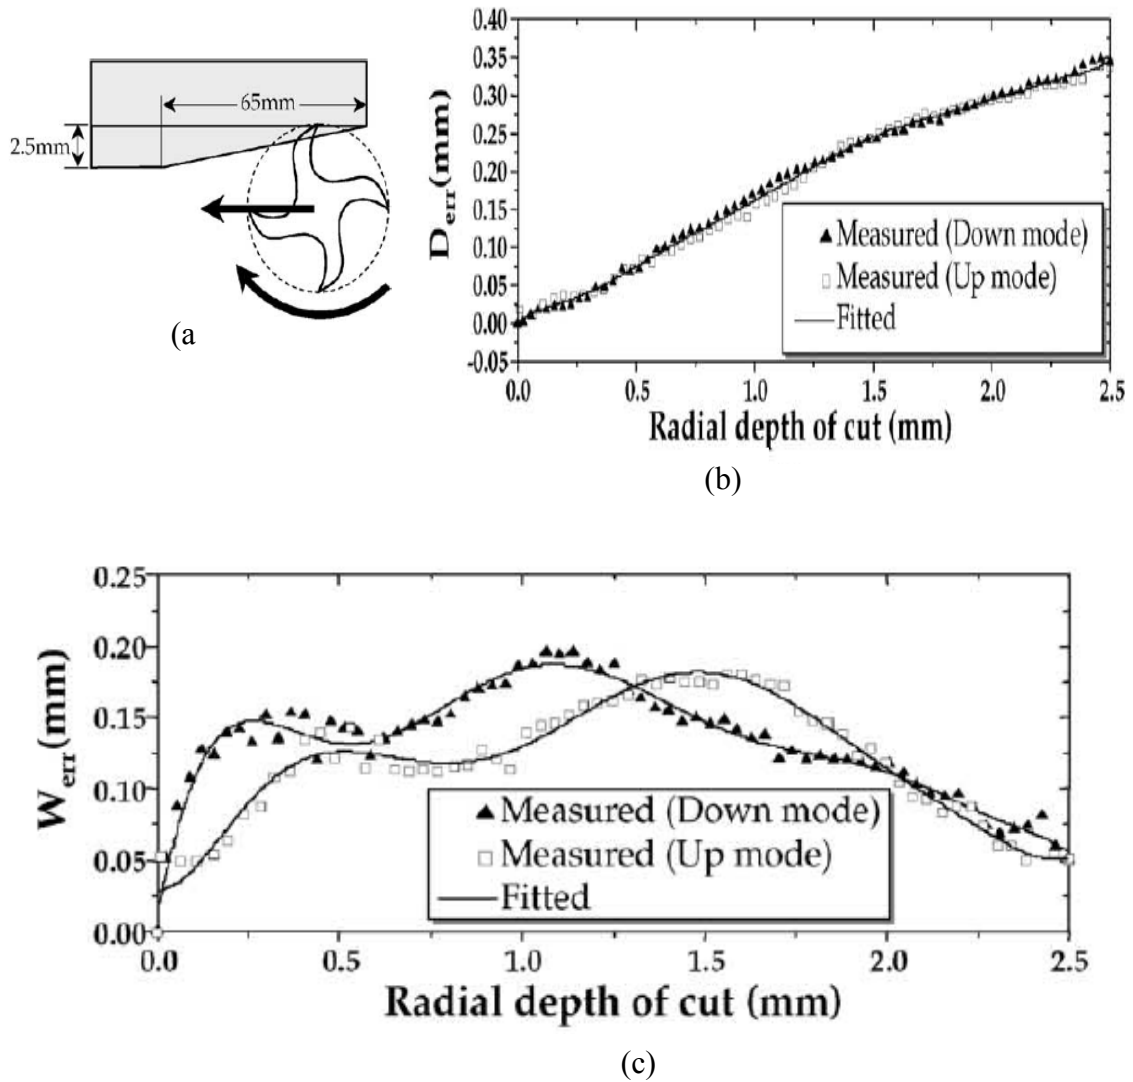 65mm
2.5mm
(a
0.40
0.35
0.30
0.25
0.20
0.15
0.10
0.05
0.00
-0.05
D_err(mm)
Measured (Down mode)
Measured (Up mode)
Fitted
0.0 0.5 1.0 1.5 2.0 2.5
Radial depth of cut (mm)
(b)
0.25
0.20
0.15
0.10
0.05
0.00
W_err(mm)
Measured (Down mode)
Measured (Up mode)
Fitted
0.0 0.5 1.0 1.5 2.0 2.5
Radial depth of cut (mm)
(c)